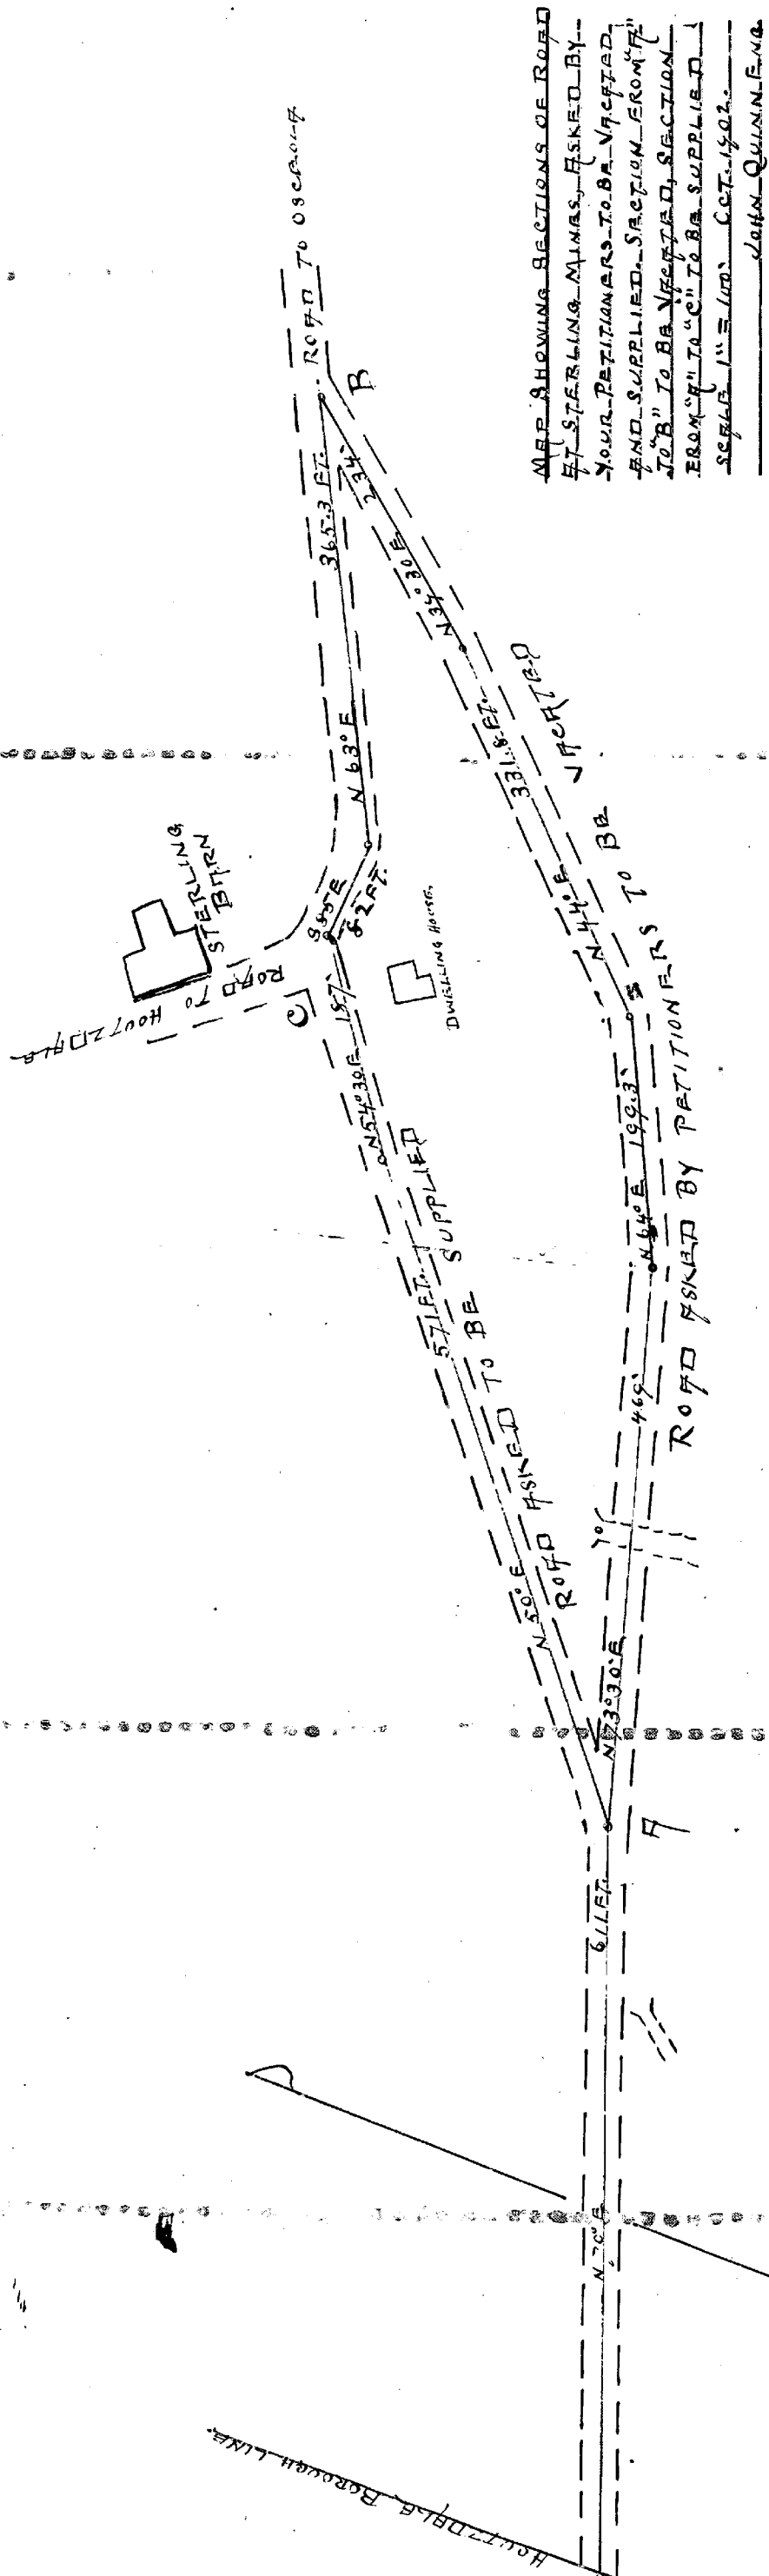 MAP SHOWING SECTIONS OF ROAD
AT STERLING MINES, ASKED BY
YOUR PETITIONERS TO BE VACATED
AND SUPPLIED. SECTION FROM "A"
TO "B" TO BE VACATED, SECTION
FROM "A" TO "C" TO BE SUPPLIED
SCALE 1" = 100' OCT. 1902.
JOHN QUINN ENG
ROAD TO OSCEOLA
B
365.3 FT.
N 63° E
234'
N 34° 30 E
331.8 FT.
N 44° E
STERLING
BARN
ROAD TO HOUTZDALE
S 85 E
82 FT.
C
DWELLING HOUSE
157'
N 54° 30 E
571 FT.
N 50° E
ROAD ASKED TO BE SUPPLIED
199.3'
N 64° E
469'
N 73° 30' E
ROAD ASKED BY PETITIONERS TO BE VACATED
A
611 FT.
N 70° E
HOUTZDALE BOROUGH LINE.